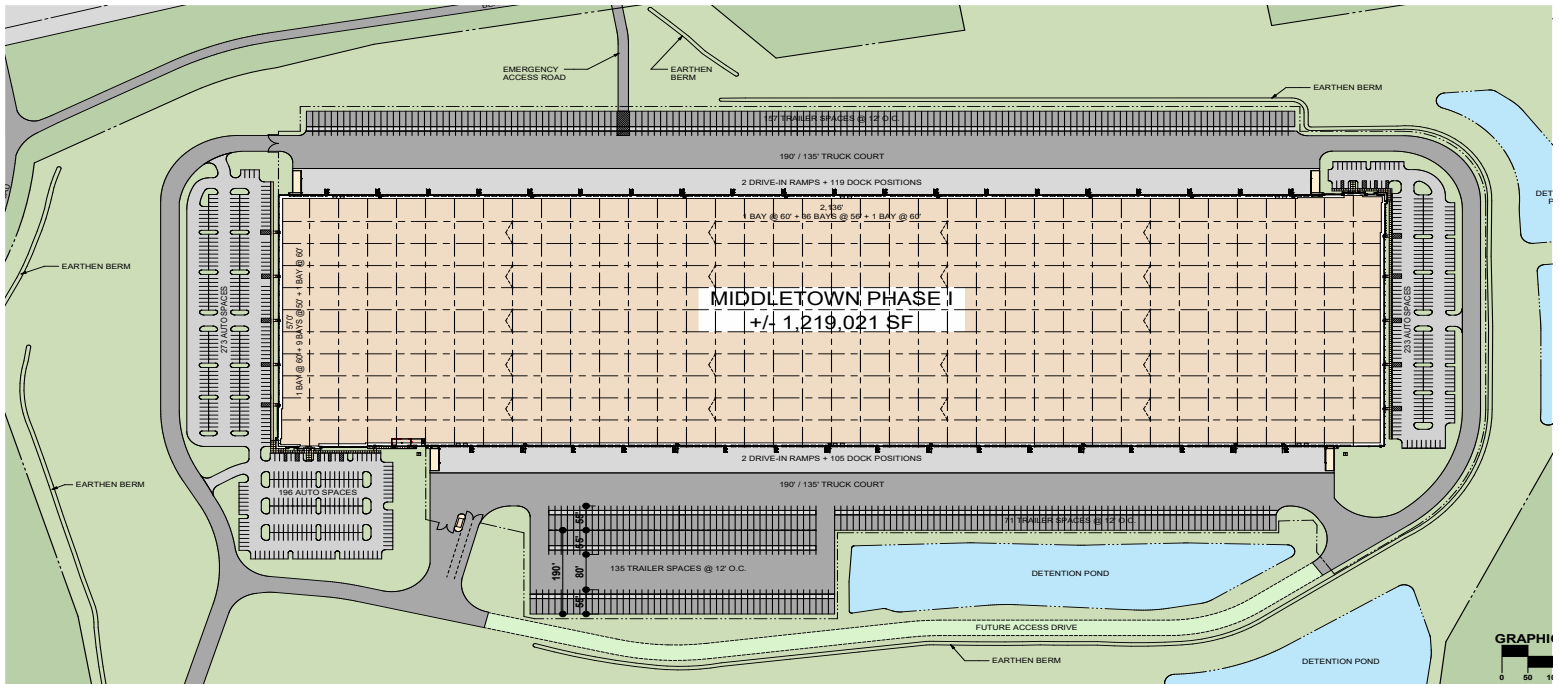 EMERGENCY
ACCESS ROAD
EARTHEN
BERM
EARTHEN BERM
157 TRAILER SPACES @ 12' O.C.
190' / 135' TRUCK COURT
2 DRIVE-IN RAMPS + 119 DOCK POSITIONS
2,136'
1 BAY @ 60' + 36 BAYS @ 56' + 1 BAY @ 60'
EARTHEN BERM
273 AUTO SPACES
570'
1 BAY @ 60' + 9 BAYS @ 50' + 1 BAY @ 60'
MIDDLETOWN PHASE I
+/- 1,219,021 SF
233 AUTO SPACES
2 DRIVE-IN RAMPS + 105 DOCK POSITIONS
190' / 135' TRUCK COURT
EARTHEN BERM
196 AUTO SPACES
71 TRAILER SPACES @ 12' O.C.
55'
55'
190'
80'
55'
135 TRAILER SPACES @ 12' O.C.
DETENTION POND
FUTURE ACCESS DRIVE
EARTHEN BERM
DETENTION POND
GRAPHIC
0 50